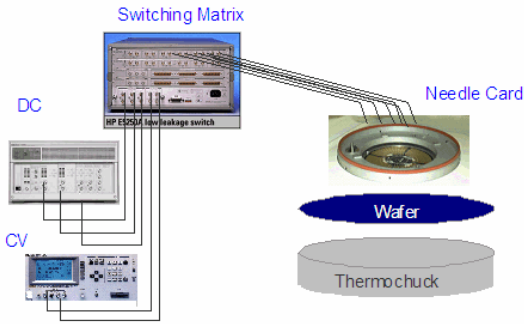 Switching Matrix
HP E5250A low leakage switch
DC
Needle Card
Wafer
CV
Thermochuck